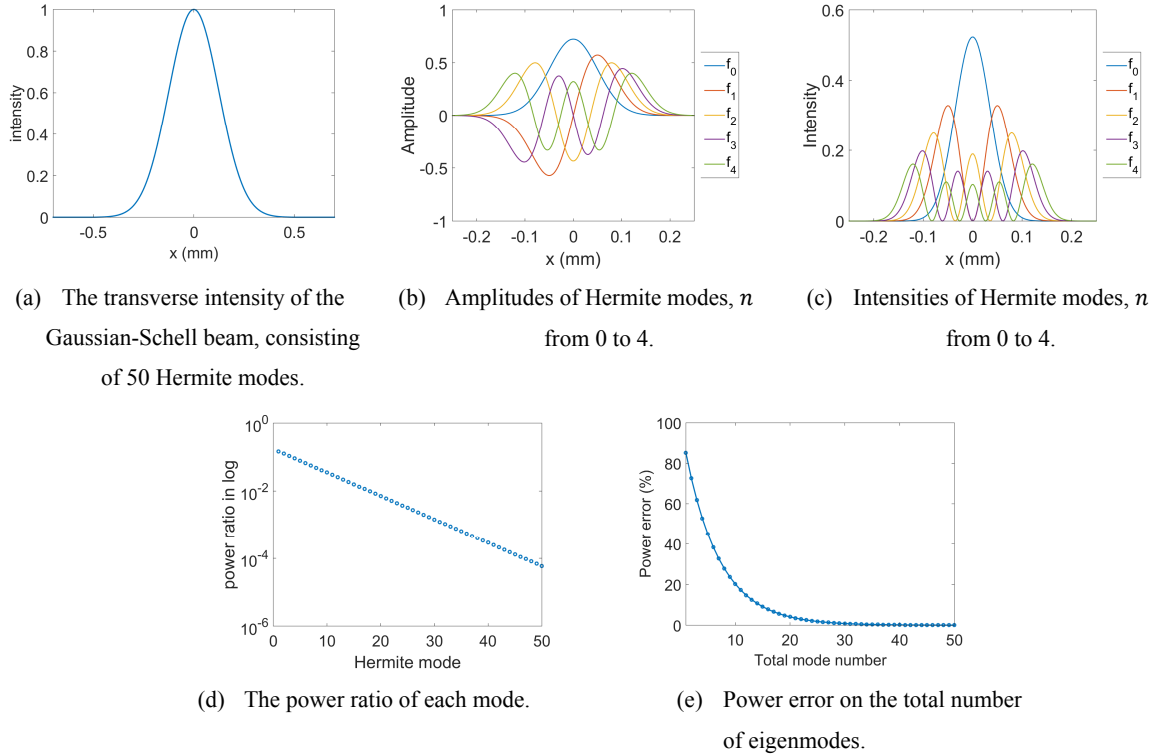 1
0.8
0.6
0.4
0.2
0
intensity
-0.5 0 0.5
x (mm)
1
0.5
0
-0.5
-1
Amplitude
-0.2 -0.1 0 0.1 0.2
x (mm)
f0
f1
f2
f3
f4
0.6
0.4
0.2
0
Intensity
-0.2 -0.1 0 0.1 0.2
x (mm)
f0
f1
f2
f3
f4
(a) The transverse intensity of the
Gaussian-Schell beam, consisting
of 50 Hermite modes.
(b) Amplitudes of Hermite modes, n
from 0 to 4.
(c) Intensities of Hermite modes, n
from 0 to 4.
10^0
10^-2
10^-4
10^-6
power ratio in log
0 10 20 30 40 50
Hermite mode
100
80
60
40
20
0
Power error (%)
10 20 30 40 50
Total mode number
(d) The power ratio of each mode.
(e) Power error on the total number
of eigenmodes.